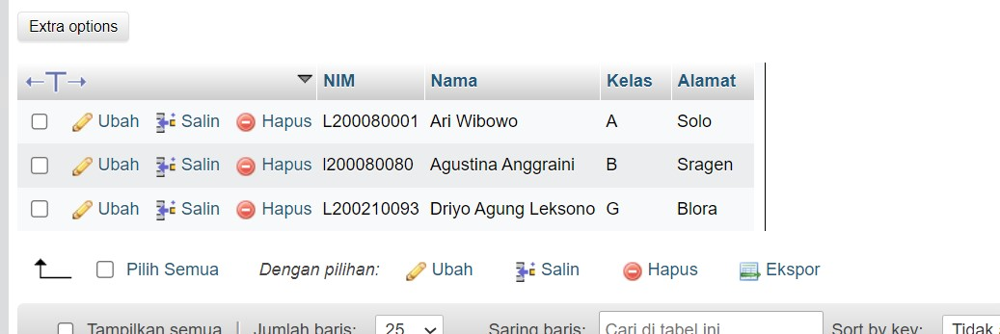 Extra options
NIM Nama Kelas Alamat
Ubah Salin Hapus L200080001 Ari Wibowo A Solo
Ubah Salin Hapus l200080080 Agustina Anggraini B Sragen
Ubah Salin Hapus L200210093 Driyo Agung Leksono G Blora
Pilih Semua Dengan pilihan: Ubah Salin Hapus Ekspor
Tampilkan semua | Jumlah baris: 25 Saring baris: Cari di tabel ini Sort by key: Tidak